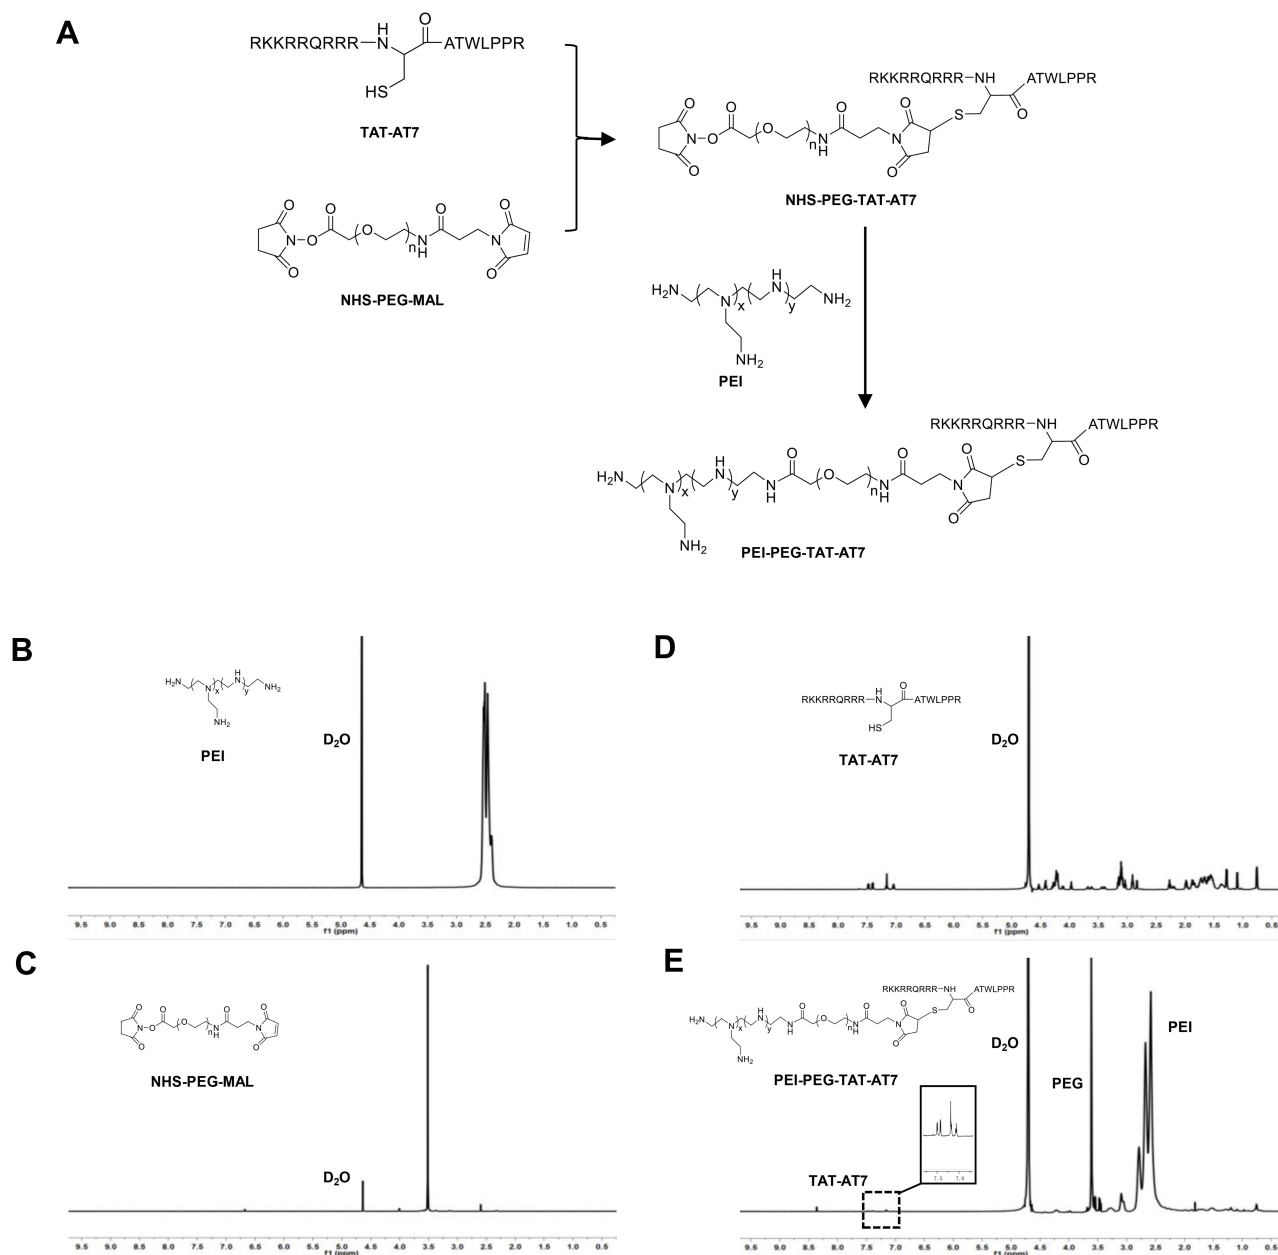 A
RKKRRQRRR
H
N
O
ATWLPPR
HS
TAT-AT7
O
N
O
O
O
O
n
N
H
O
N
O
O
NHS-PEG-MAL
RKKRRQRRR
NH
ATWLPPR
O
S
O
N
O
O
O
O
O
n
N
H
O
N
O
O
NHS-PEG-TAT-AT7
H2N
N
x
H
N
y
NH2
NH2
PEI
RKKRRQRRR
NH
ATWLPPR
O
S
H2N
N
x
H
N
y
N
H
O
O
n
N
H
O
N
O
O
NH2
PEI-PEG-TAT-AT7
B
H2N
N
x
H
N
y
NH2
NH2
PEI
D2O
9.5 9.0 8.5 8.0 7.5 7.0 6.5 6.0 5.5 5.0 4.5 4.0 3.5 3.0 2.5 2.0 1.5 1.0 0.5
f1 (ppm)
D
RKKRRQRRR
H
N
O
ATWLPPR
HS
TAT-AT7
D2O
9.5 9.0 8.5 8.0 7.5 7.0 6.5 6.0 5.5 5.0 4.5 4.0 3.5 3.0 2.5 2.0 1.5 1.0 0.5
f1 (ppm)
C
O
N
O
O
O
O
n
N
H
O
N
O
O
NHS-PEG-MAL
D2O
9.5 9.0 8.5 8.0 7.5 7.0 6.5 6.0 5.5 5.0 4.5 4.0 3.5 3.0 2.5 2.0 1.5 1.0 0.5
f1 (ppm)
E
RKKRRQRRR
NH
ATWLPPR
O
S
H2N
N
x
H
N
y
N
H
O
O
n
N
H
O
N
O
O
NH2
PEI-PEG-TAT-AT7
D2O
PEG
PEI
TAT-AT7
7.5 7.0
9.5 9.0 8.5 8.0 7.5 7.0 6.5 6.0 5.5 5.0 4.5 4.0 3.5 3.0 2.5 2.0 1.5 1.0 0.5
f1 (ppm)